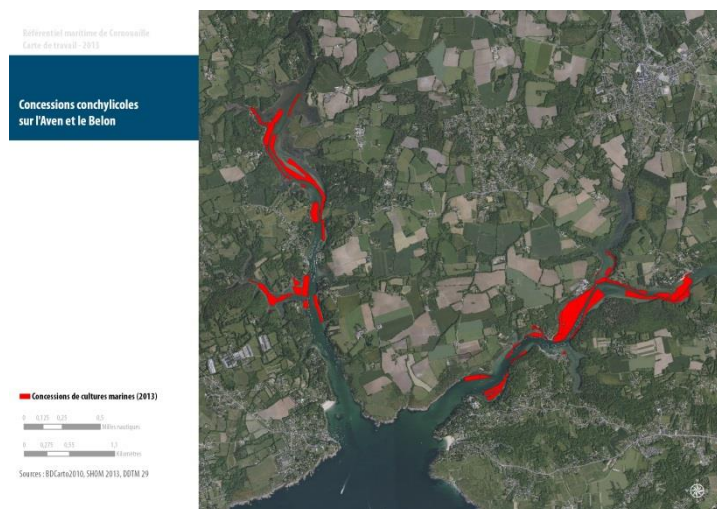 Référentiel maritime de Cornouaille
Carte de travail - 2013
Concessions conchylicoles
sur l'Aven et le Belon
Concessions de cultures marines (2013)
0 0,125 0,25 0,5
Milles nautiques
0 0,275 0,55 1,1
Kilomètres
Sources : BDCarto2010, SHOM 2013, DDTM 29